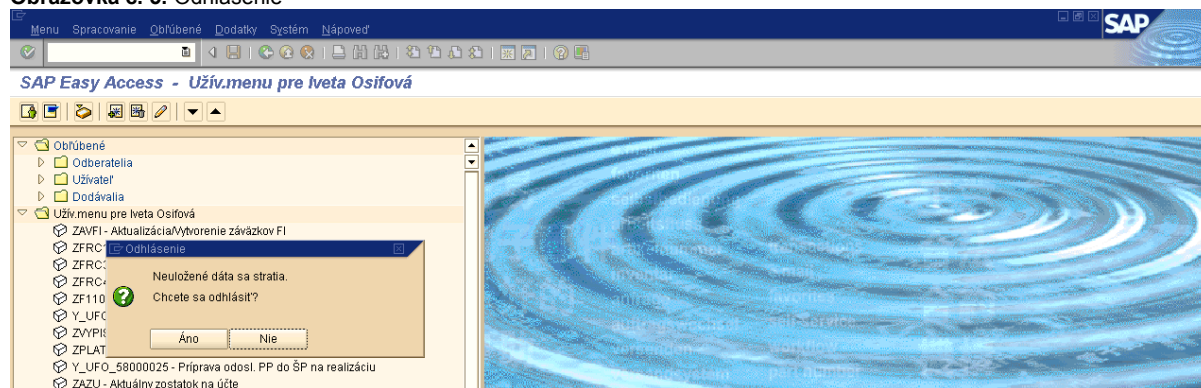 Obrázovka č. 3. Odhlásenie
Menu Spracovanie Obľúbené Dodatky Systém Nápoveď
SAP
SAP Easy Access - Užív.menu pre Iveta Osifová
Obľúbené
Odberatelia
Užívateľ
Dodávalia
Užív.menu pre Iveta Osifová
ZAVFI - Aktualizácia/Vytvorenie záväzkov FI
ZFRC
ZFRC
ZFRC
ZF110
Y_UFO
ZVYPIS
ZPLAT
Odhlásenie
Neuložené dáta sa stratia.
Chcete sa odhlásiť?
Áno Nie
Y_UFO_58000025 - Príprava odosl. PP do ŠP na realizáciu
ZAZU - Aktuálny zostatok na účte